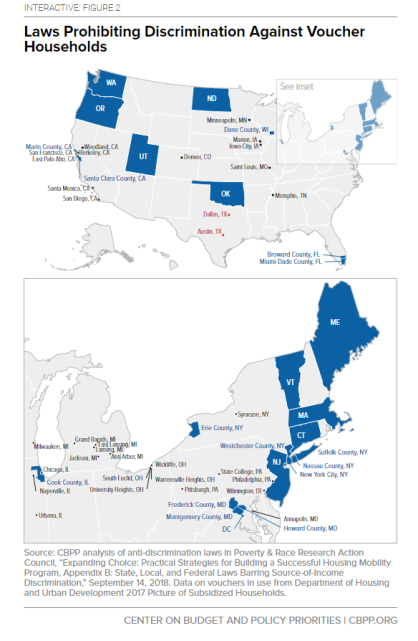 INTERACTIVE: FIGURE 2
Laws Prohibiting Discrimination Against Voucher
Households
WA
OR
ND
UT
OK
See inset
Minneapolis, MN
Dane County, WI
Marion, IA
Iowa City, IA
Marin County, CA
Woodland, CA
San Francisco, CA
Berkeley, CA
East Palo Alto, CA
Denver, CO
Saint Louis, MO
Santa Clara County, CA
Santa Monica, CA
San Diego, CA
Memphis, TN
Dallas, TX
Austin, TX
Broward County, FL
Miami-Dade County, FL
ME
VT
MA
CT
NJ
Syracuse, NY
Erie County, NY
Westchester County, NY
Suffolk County, NY
Nassau County, NY
New York City, NY
Milwaukee, WI
Grand Rapids, MI
East Lansing, MI
Lansing, MI
Jackson, MI
Ann Arbor, MI
Wickliffe, OH
Chicago, IL
Cook County, IL
Naperville, IL
South Euclid, OH
University Heights, OH
Warrensville Heights, OH
State College, PA
Philadelphia, PA
Pittsburgh, PA
Wilmington, DE
Frederick County, MD
Montgomery County, MD
DC
Annapolis, MD
Howard County, MD
Urbana, IL
Source: CBPP analysis of anti-discrimination laws in Poverty & Race Research Action
Council, “Expanding Choice: Practical Strategies for Building a Successful Housing Mobility
Program, Appendix B: State, Local, and Federal Laws Barring Source-of-Income
Discrimination,” September 14, 2018. Data on vouchers in use from Department of Housing
and Urban Development 2017 Picture of Subsidized Households.
CENTER ON BUDGET AND POLICY PRIORITIES | CBPP.ORG